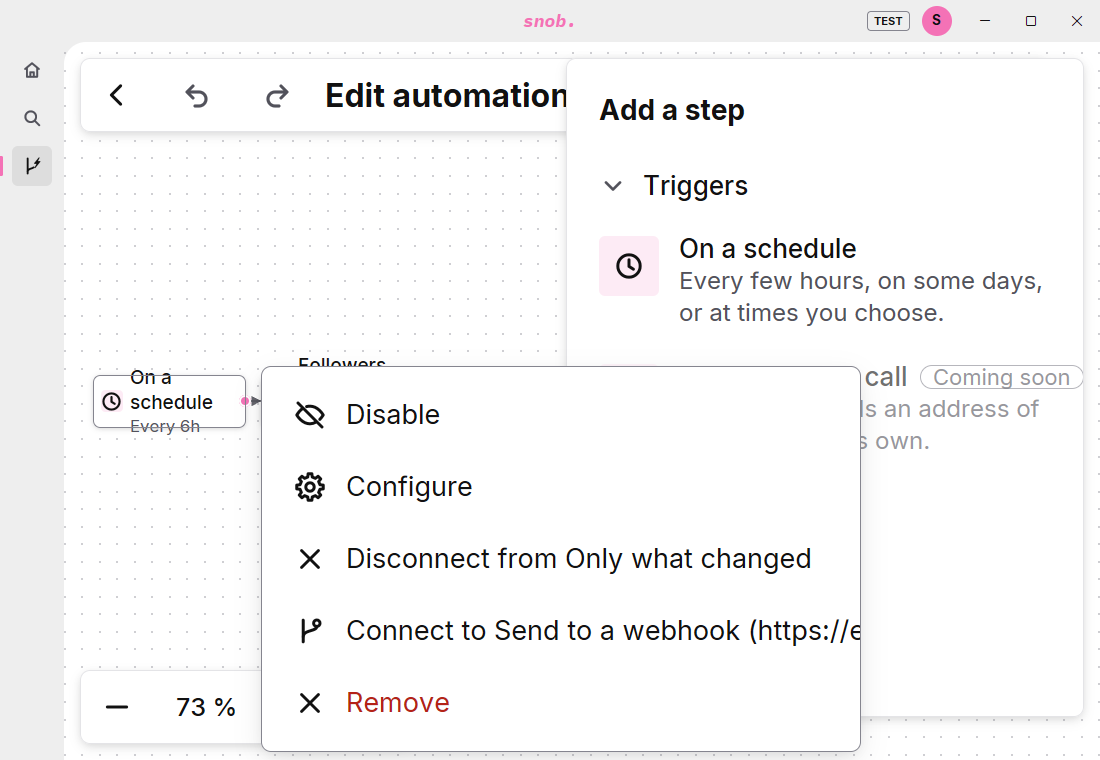 snob.
TEST
S
Edit automation
Add a step
Triggers
On a schedule
Every few hours, on some days,
or at times you choose.
call Coming soon
an address of
own.
Followers
On a
schedule
Every 6h
Disable
Configure
Disconnect from Only what changed
Connect to Send to a webhook (https://e
Remove
73 %